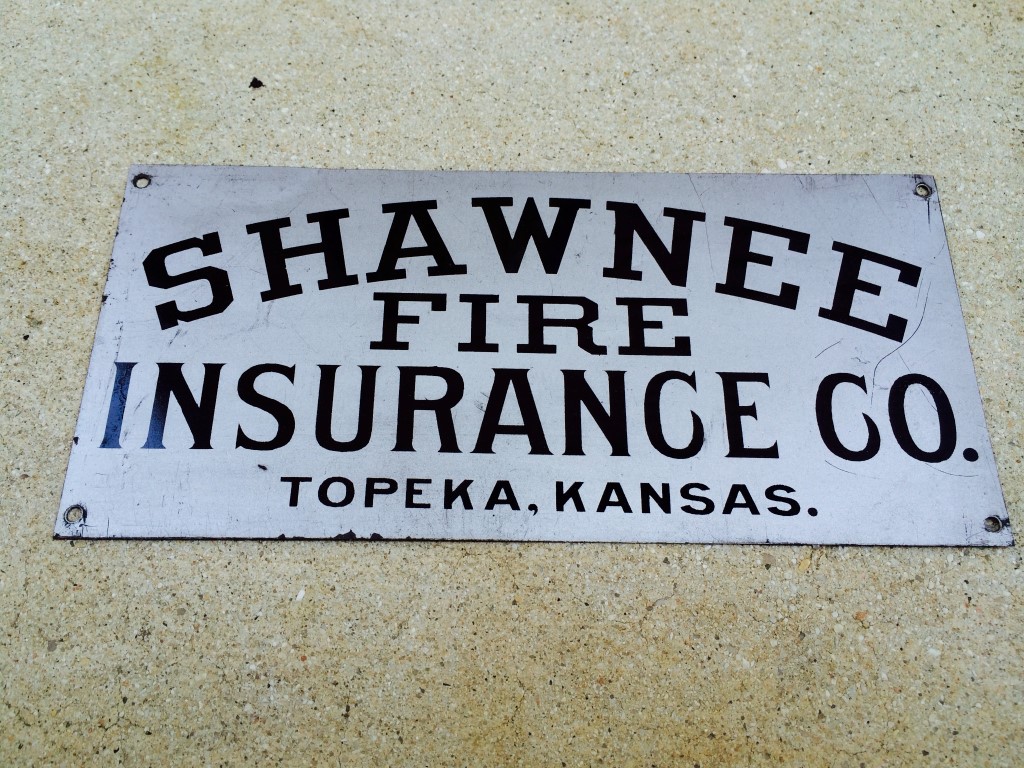 SHAWNEE
FIRE
INSURANCE CO.
TOPEKA, KANSAS.